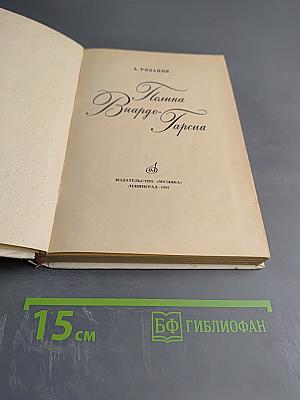 А. РОЗАНОВ
Полина
Виардо-
Гарсиа
ИЗДАТЕЛЬСТВО «МУЗЫКА»
ЛЕНИНГРАД · 1969
15 см
БФ ГИБЛИОФАН